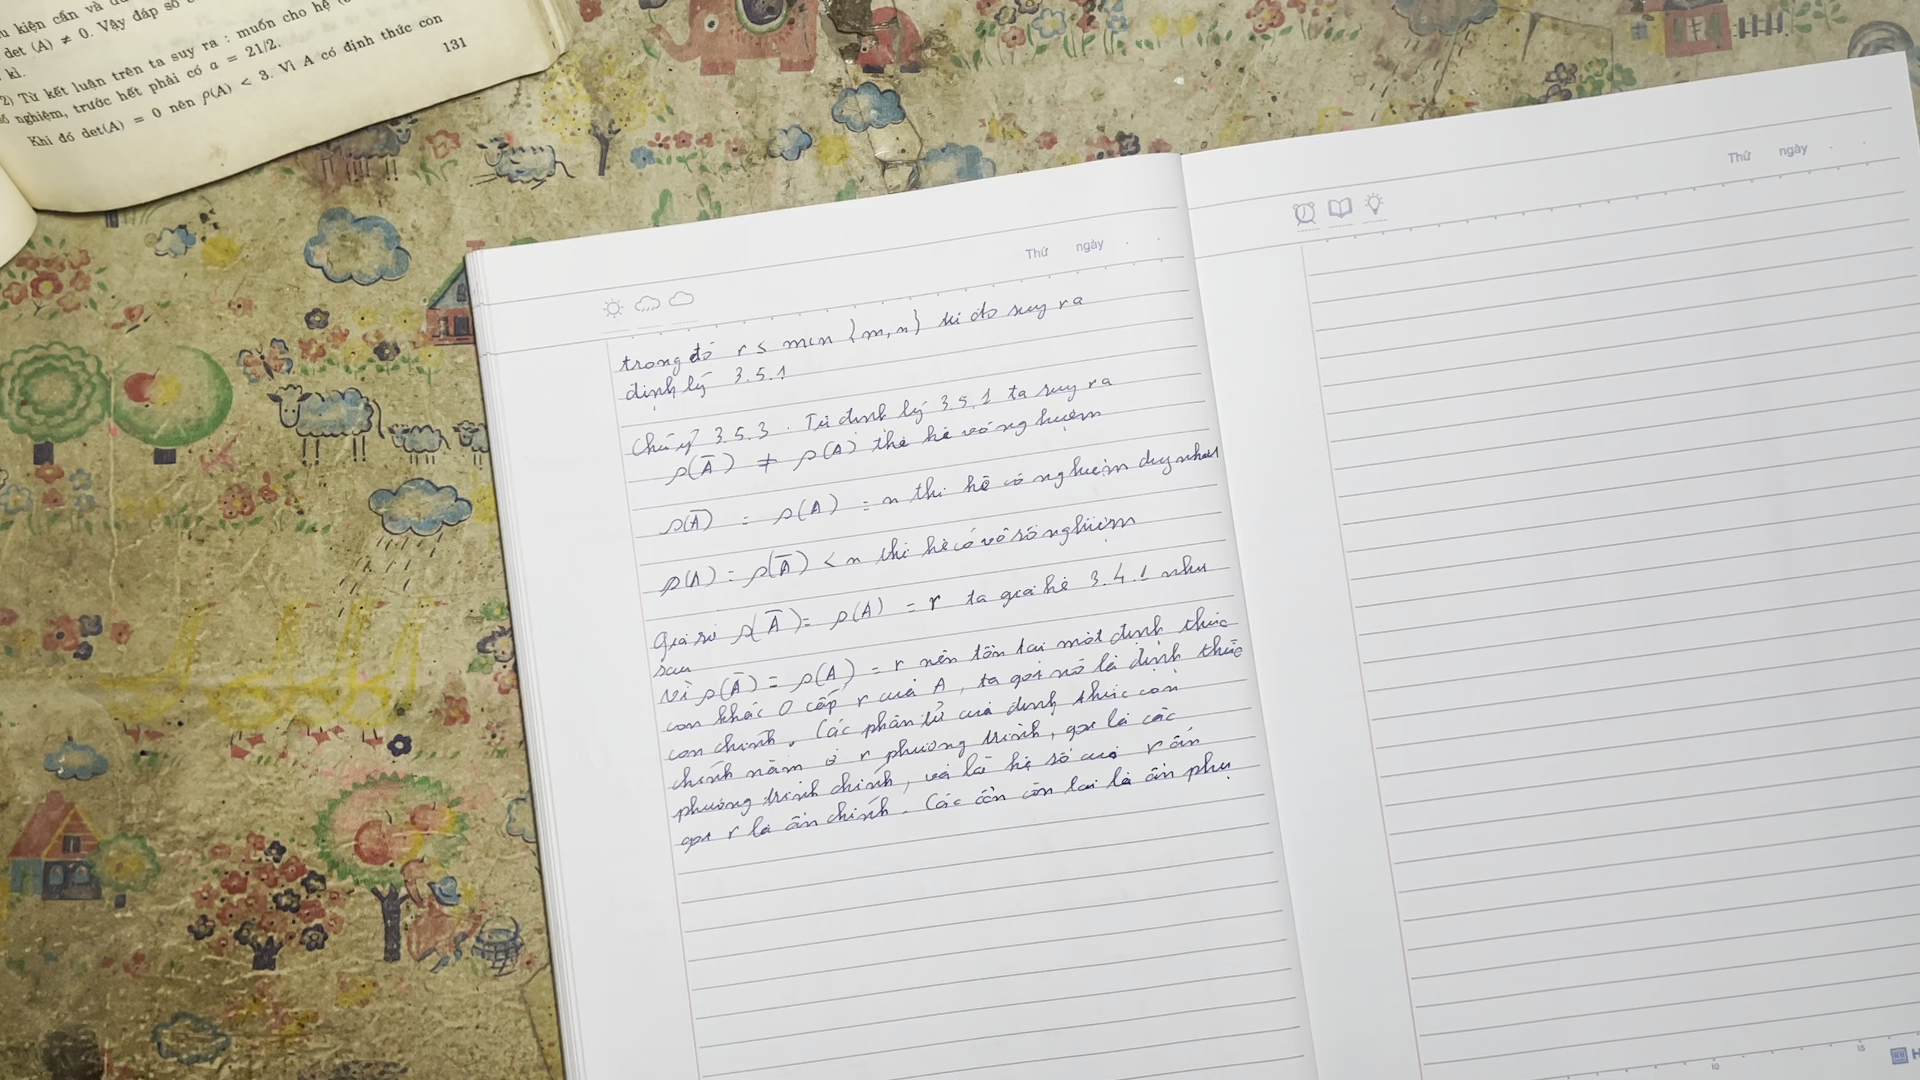 u kiện cần và đủ
det (A) ≠ 0. Vậy đáp số
kl.
2) Từ kết luận trên ta suy ra : muốn cho hệ
số nghiệm, trước hết phải có a = 21/2.
Khi đó det(A) = 0 nên ρ(A) < 3. Vì A có định thức con
131
Thứ ngày
trong đó r ≤ min {m,n} từ đó suy ra
định lý 3.5.1
Chú ý 3.5.3. Từ định lý 3.5.1 ta suy ra
ρ(A̅) ≠ ρ(A) thì hệ vô nghiệm
ρ(A̅) = ρ(A) = n thì hệ có nghiệm duy nhất
ρ(A) = ρ(A̅) < n thì hệ có vô số nghiệm
Giả sử ρ(A̅) = ρ(A) = r ta giải hệ 3.4.1 như
sau
Vì ρ(A̅) = ρ(A) = r nên tồn tại một định thức
con khác 0 cấp r của A, ta gọi nó là định thức
con chính. Các phần tử của định thức con
chính nằm ở r phương trình, gọi là các
phương trình chính, và là hệ số của r ẩn
gọi r là ẩn chính. Các ẩn còn lại là ẩn phụ
Thứ ngày
10
15
H